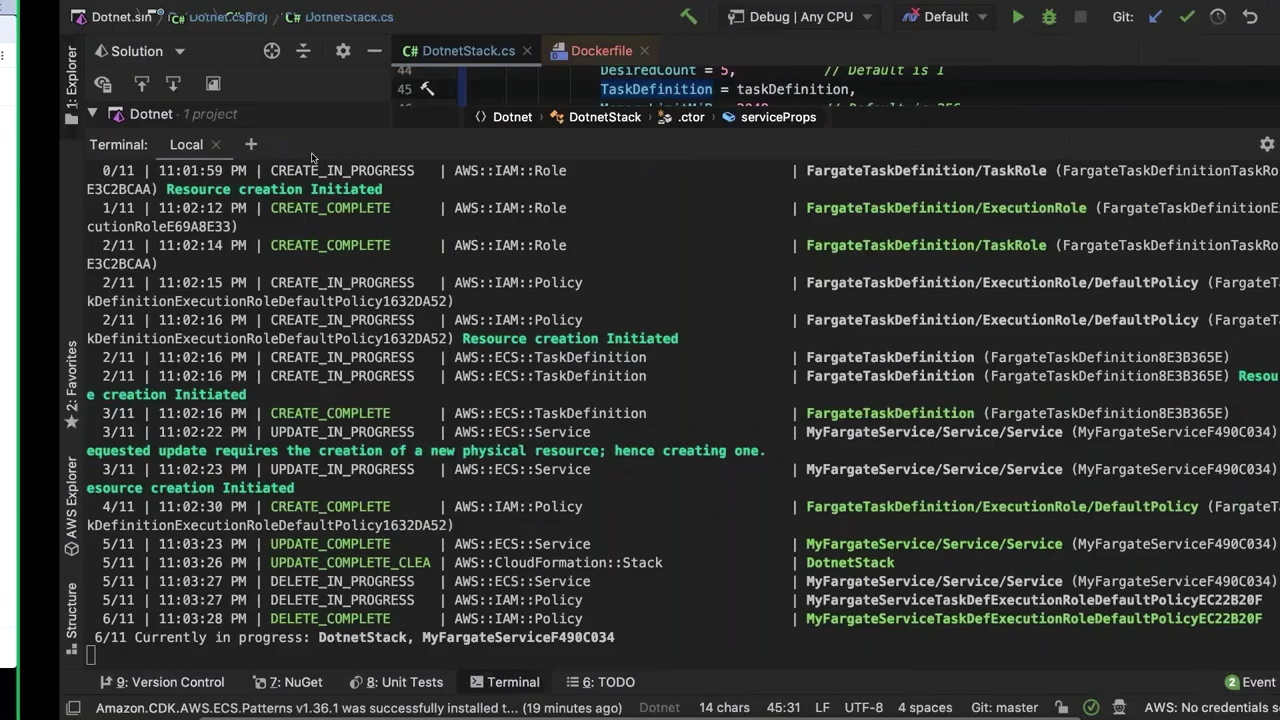 Dotnet.sln Dotnet.csproj C# DotnetStack.cs
Debug | Any CPU Default Git:
1: Explorer
Solution
C# DotnetStack.cs × Dockerfile ×
44 DesiredCount = 5, // Default is 1
45 TaskDefinition = taskDefinition,
Dotnet · 1 project
Dotnet DotnetStack .ctor serviceProps
Terminal: Local × +
0/11 | 11:01:59 PM | CREATE_IN_PROGRESS | AWS::IAM::Role | FargateTaskDefinition/TaskRole (FargateTaskDefinitionTaskRo
E3C2BCAA) Resource creation Initiated
1/11 | 11:02:12 PM | CREATE_COMPLETE | AWS::IAM::Role | FargateTaskDefinition/ExecutionRole (FargateTaskDefinitionE
cutionRoleE69A8E33)
2/11 | 11:02:14 PM | CREATE_COMPLETE | AWS::IAM::Role | FargateTaskDefinition/TaskRole (FargateTaskDefinitionTaskRo
E3C2BCAA)
2/11 | 11:02:15 PM | CREATE_IN_PROGRESS | AWS::IAM::Policy | FargateTaskDefinition/ExecutionRole/DefaultPolicy (FargateTa
kDefinitionExecutionRoleDefaultPolicy1632DA52)
2/11 | 11:02:16 PM | CREATE_IN_PROGRESS | AWS::IAM::Policy | FargateTaskDefinition/ExecutionRole/DefaultPolicy (FargateTa
kDefinitionExecutionRoleDefaultPolicy1632DA52) Resource creation Initiated
2/11 | 11:02:16 PM | CREATE_IN_PROGRESS | AWS::ECS::TaskDefinition | FargateTaskDefinition (FargateTaskDefinition8E3B365E)
2/11 | 11:02:16 PM | CREATE_IN_PROGRESS | AWS::ECS::TaskDefinition | FargateTaskDefinition (FargateTaskDefinition8E3B365E) Resou
e creation Initiated
3/11 | 11:02:16 PM | CREATE_COMPLETE | AWS::ECS::TaskDefinition | FargateTaskDefinition (FargateTaskDefinition8E3B365E)
3/11 | 11:02:22 PM | UPDATE_IN_PROGRESS | AWS::ECS::Service | MyFargateService/Service/Service (MyFargateServiceF490C034)
equested update requires the creation of a new physical resource; hence creating one.
3/11 | 11:02:23 PM | UPDATE_IN_PROGRESS | AWS::ECS::Service | MyFargateService/Service/Service (MyFargateServiceF490C034)
esource creation Initiated
4/11 | 11:02:30 PM | CREATE_COMPLETE | AWS::IAM::Policy | FargateTaskDefinition/ExecutionRole/DefaultPolicy (FargateTa
kDefinitionExecutionRoleDefaultPolicy1632DA52)
5/11 | 11:03:23 PM | UPDATE_COMPLETE | AWS::ECS::Service | MyFargateService/Service/Service (MyFargateServiceF490C034)
5/11 | 11:03:26 PM | UPDATE_COMPLETE_CLEA | AWS::CloudFormation::Stack | DotnetStack
5/11 | 11:03:27 PM | DELETE_IN_PROGRESS | AWS::ECS::Service | MyFargateService/Service/Service (MyFargateServiceF490C034)
5/11 | 11:03:27 PM | DELETE_IN_PROGRESS | AWS::IAM::Policy | MyFargateServiceTaskDefExecutionRoleDefaultPolicyEC22B20F
6/11 | 11:03:28 PM | DELETE_COMPLETE | AWS::IAM::Policy | MyFargateServiceTaskDefExecutionRoleDefaultPolicyEC22B20F
6/11 Currently in progress: DotnetStack, MyFargateServiceF490C034
2: Favorites
AWS Explorer
Structure
9: Version Control 7: NuGet 8: Unit Tests Terminal 6: TODO 2 Event
Amazon.CDK.AWS.ECS.Patterns v1.36.1 was successfully installed t... (19 minutes ago) Dotnet 14 chars 45:31 LF UTF-8 4 spaces Git: master AWS: No credentials s